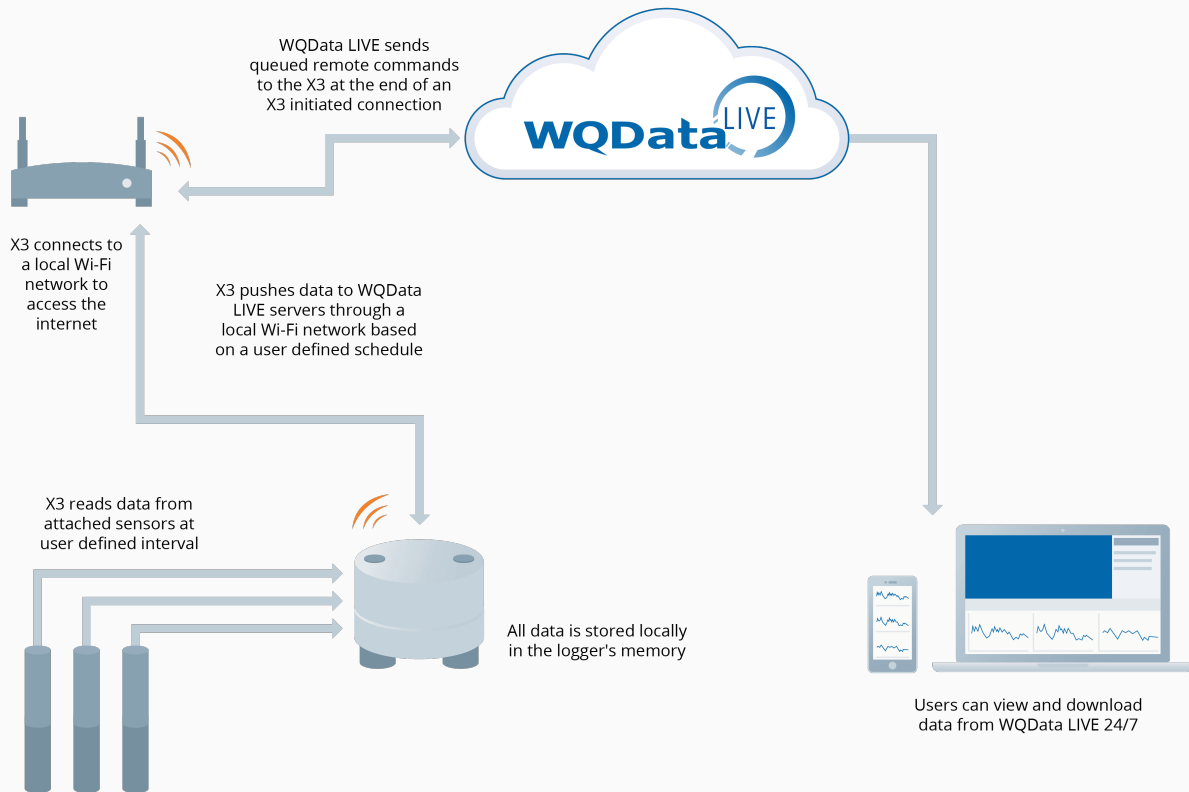 WQData LIVE sends
queued remote commands
to the X3 at the end of an
X3 initiated connection
WQData LIVE
X3 connects to
a local Wi-Fi
network to
access the
internet
X3 pushes data to WQData
LIVE servers through a
local Wi-Fi network based
on a user defined schedule
X3 reads data from
attached sensors at
user defined interval
All data is stored locally
in the logger's memory
Users can view and download
data from WQData LIVE 24/7